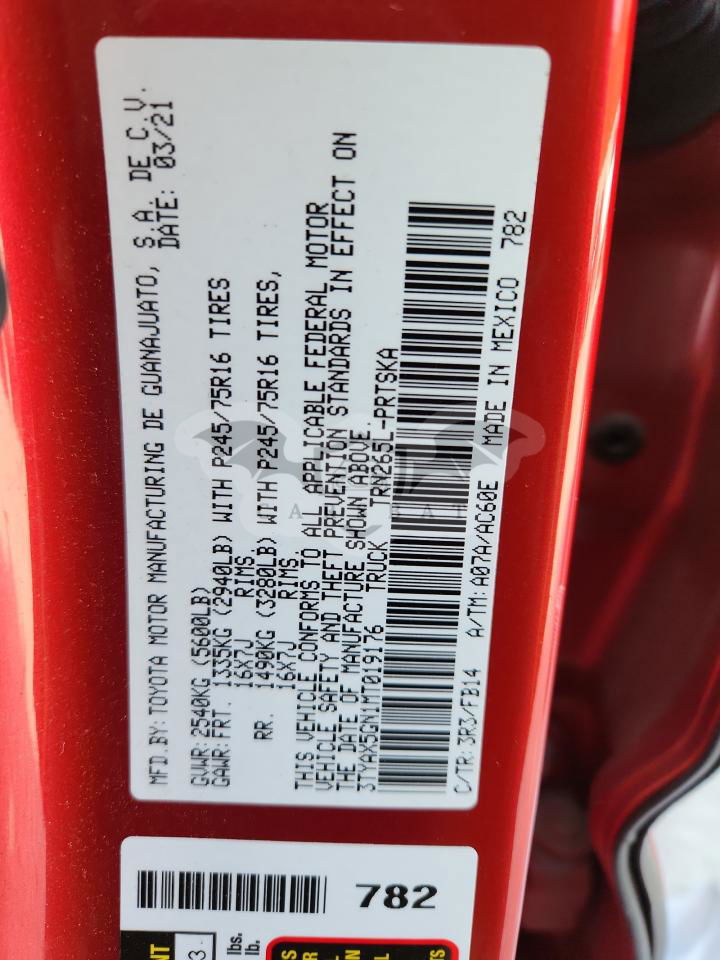 MFD.BY: TOYOTA MOTOR MANUFACTURING DE GUANAJUATO, S.A. DE C.V.
DATE: 03/21
GVWR: 2540KG (5600LB)
GAWR: FRT. 1335KG (2940LB) WITH P245/75R16 TIRES
16X7J RIMS.
RR. 1490KG (3280LB) WITH P245/75R16 TIRES,
16X7J RIMS
THIS VEHICLE CONFORMS TO ALL APPLICABLE FEDERAL MOTOR
VEHICLE SAFETY AND THEFT PREVENTION STANDARDS IN EFFECT ON
THE DATE OF MANUFACTURE SHOWN ABOVE.
3TYAX5GN1MT019176 TRUCK TRN265L-PRTSKA
C/TR: 3R3/FB14 A/TM: A07A/AC60E MADE IN MEXICO 782
782
3
lbs.
lb.